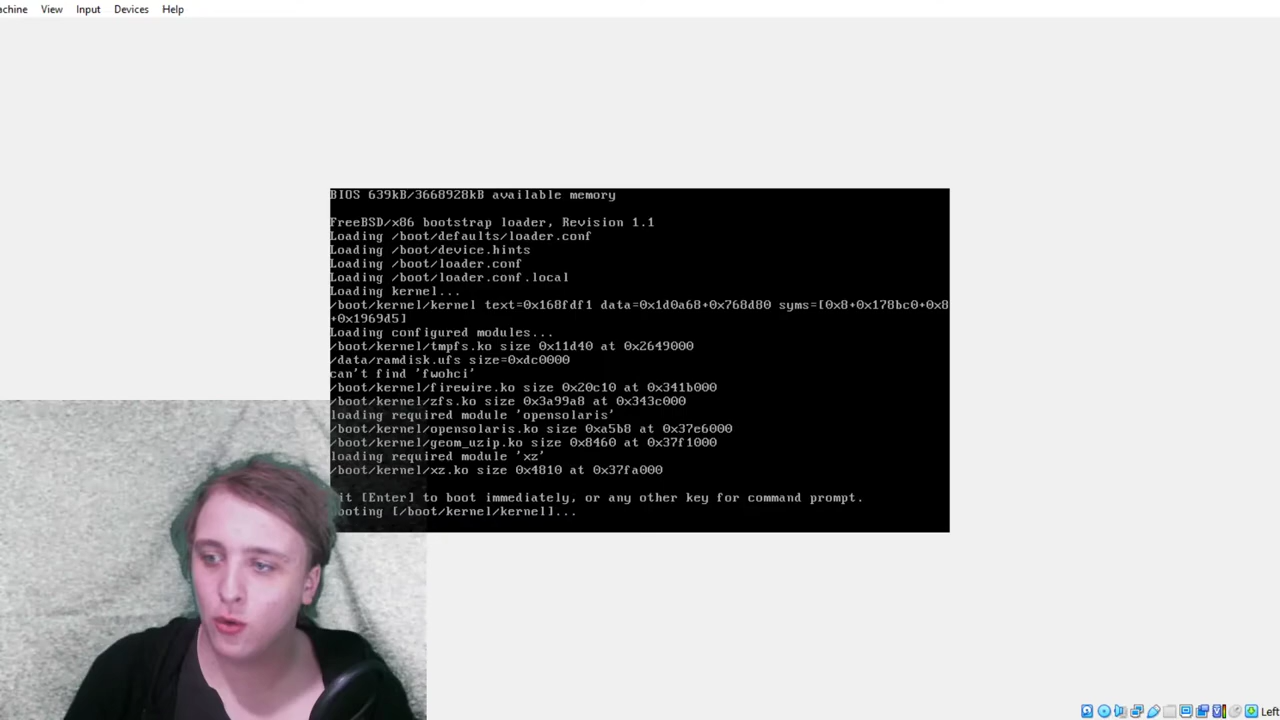 achine View Input Devices Help
BIOS 639kB/3668928kB available memory
FreeBSD/x86 bootstrap loader, Revision 1.1
Loading /boot/defaults/loader.conf
Loading /boot/device.hints
Loading /boot/loader.conf
Loading /boot/loader.conf.local
Loading kernel...
/boot/kernel/kernel text=0x168fdf1 data=0x1d0a68+0x768d80 syms=[0x8+0x178bc0+0x8
+0x1969d5]
Loading configured modules...
/boot/kernel/tmpfs.ko size 0x11d40 at 0x2649000
/data/ramdisk.ufs size=0xdc0000
can't find 'fwohci'
/boot/kernel/firewire.ko size 0x20c10 at 0x341b000
/boot/kernel/zfs.ko size 0x3a99a8 at 0x343c000
loading required module 'opensolaris'
/boot/kernel/opensolaris.ko size 0xa5b8 at 0x37e6000
/boot/kernel/geom_uzip.ko size 0x8460 at 0x37f1000
loading required module 'xz'
/boot/kernel/xz.ko size 0x4810 at 0x37fa000
it [Enter] to boot immediately, or any other key for command prompt.
ooting [/boot/kernel/kernel]...
Left